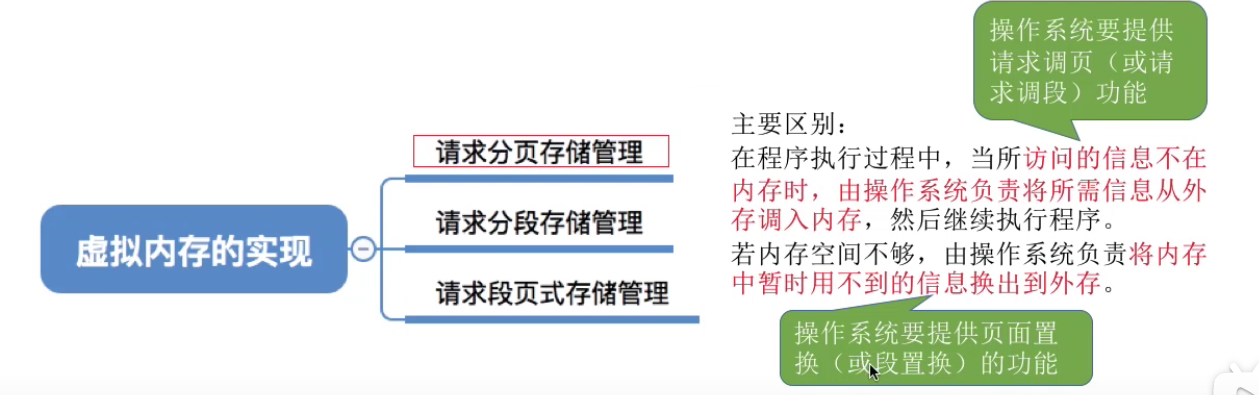 虚拟内存的实现
请求分页存储管理
请求分段存储管理
请求段页式存储管理
操作系统要提供
请求调页（或请
求调段）功能
主要区别：
在程序执行过程中，当所访问的信息不在
内存时，由操作系统负责将所需信息从外
存调入内存，然后继续执行程序。
若内存空间不够，由操作系统负责将内存
中暂时用不到的信息换出到外存。
操作系统要提供页面置
换（或段置换）的功能